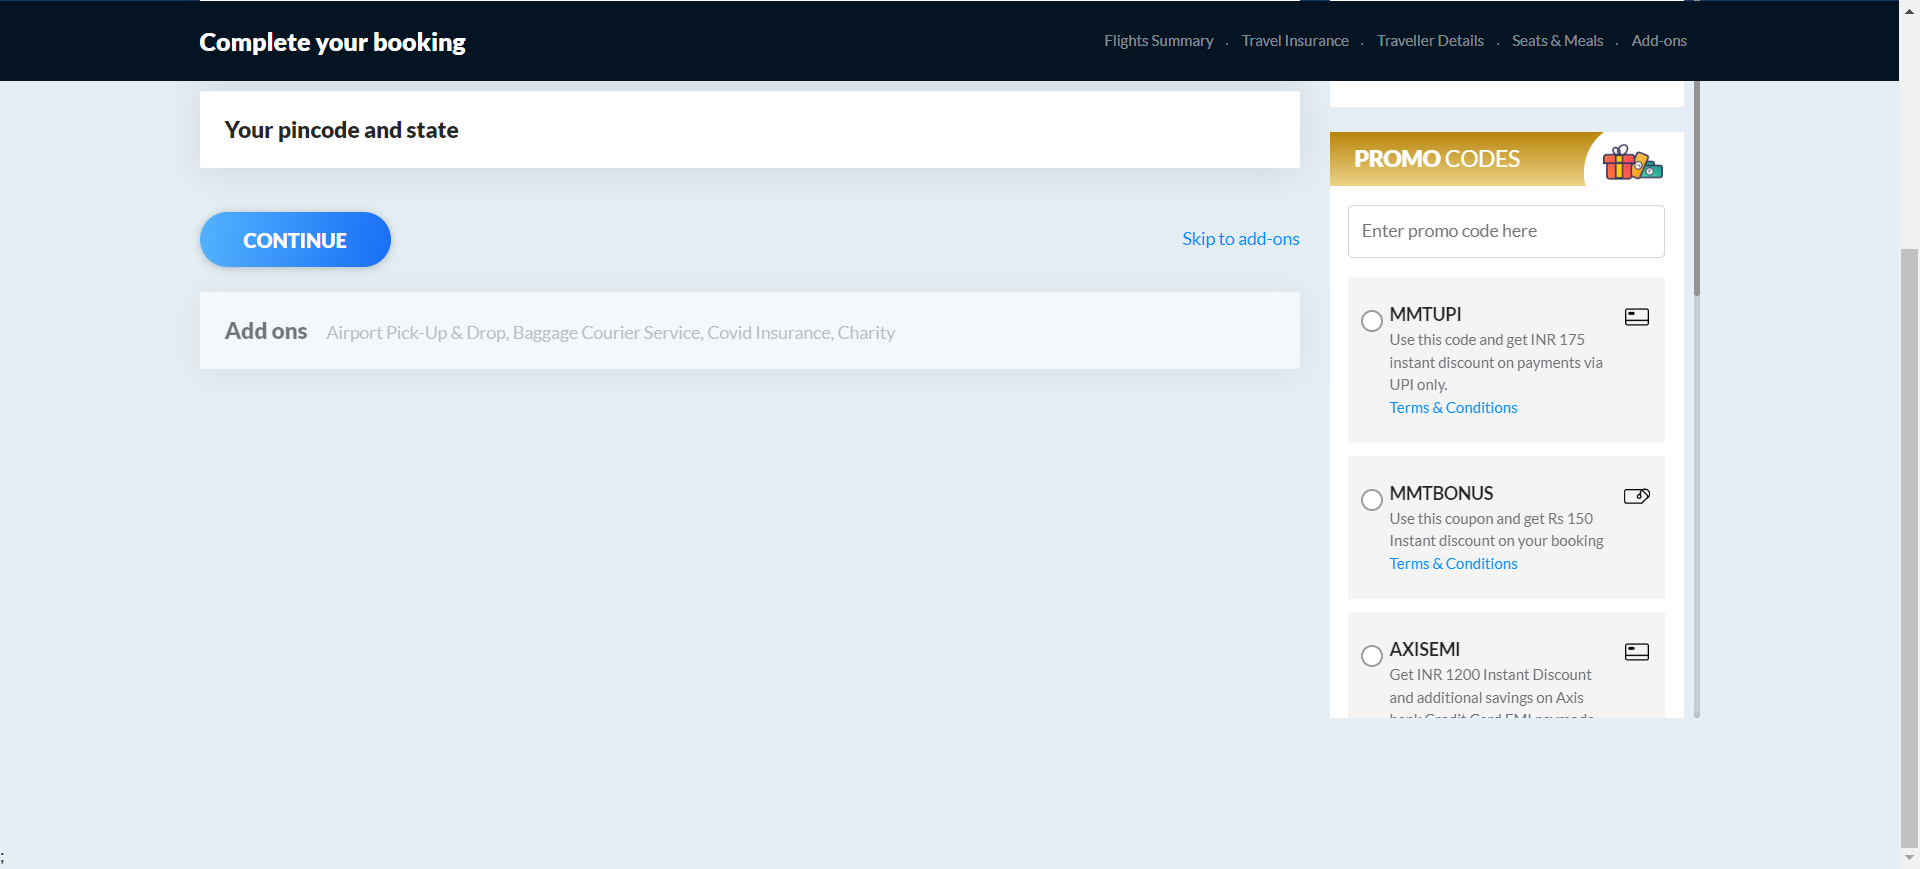 Complete your booking
Flights Summary . Travel Insurance . Traveller Details . Seats & Meals . Add-ons
Your pincode and state
CONTINUE
Skip to add-ons
Add ons Airport Pick-Up & Drop, Baggage Courier Service, Covid Insurance, Charity
PROMO CODES
Enter promo code here
MMTUPI
Use this code and get INR 175
instant discount on payments via
UPI only.
Terms & Conditions
MMTBONUS
Use this coupon and get Rs 150
Instant discount on your booking
Terms & Conditions
AXISEMI
Get INR 1200 Instant Discount
and additional savings on Axis
;